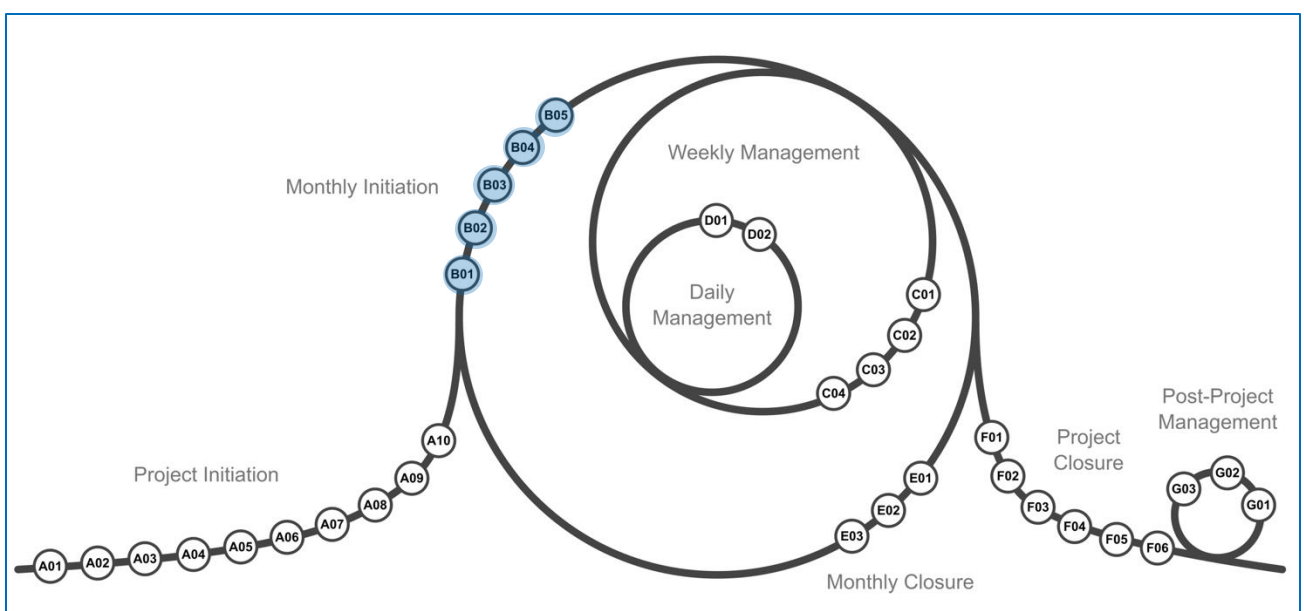 Project Initiation
A01
A02
A03
A04
A05
A06
A07
A08
A09
A10
Monthly Initiation
B01
B02
B03
B04
B05
Weekly Management
C01
C02
C03
C04
Daily
Management
D01
D02
Monthly Closure
E01
E02
E03
Project
Closure
F01
F02
F03
F04
F05
F06
Post-Project
Management
G01
G02
G03